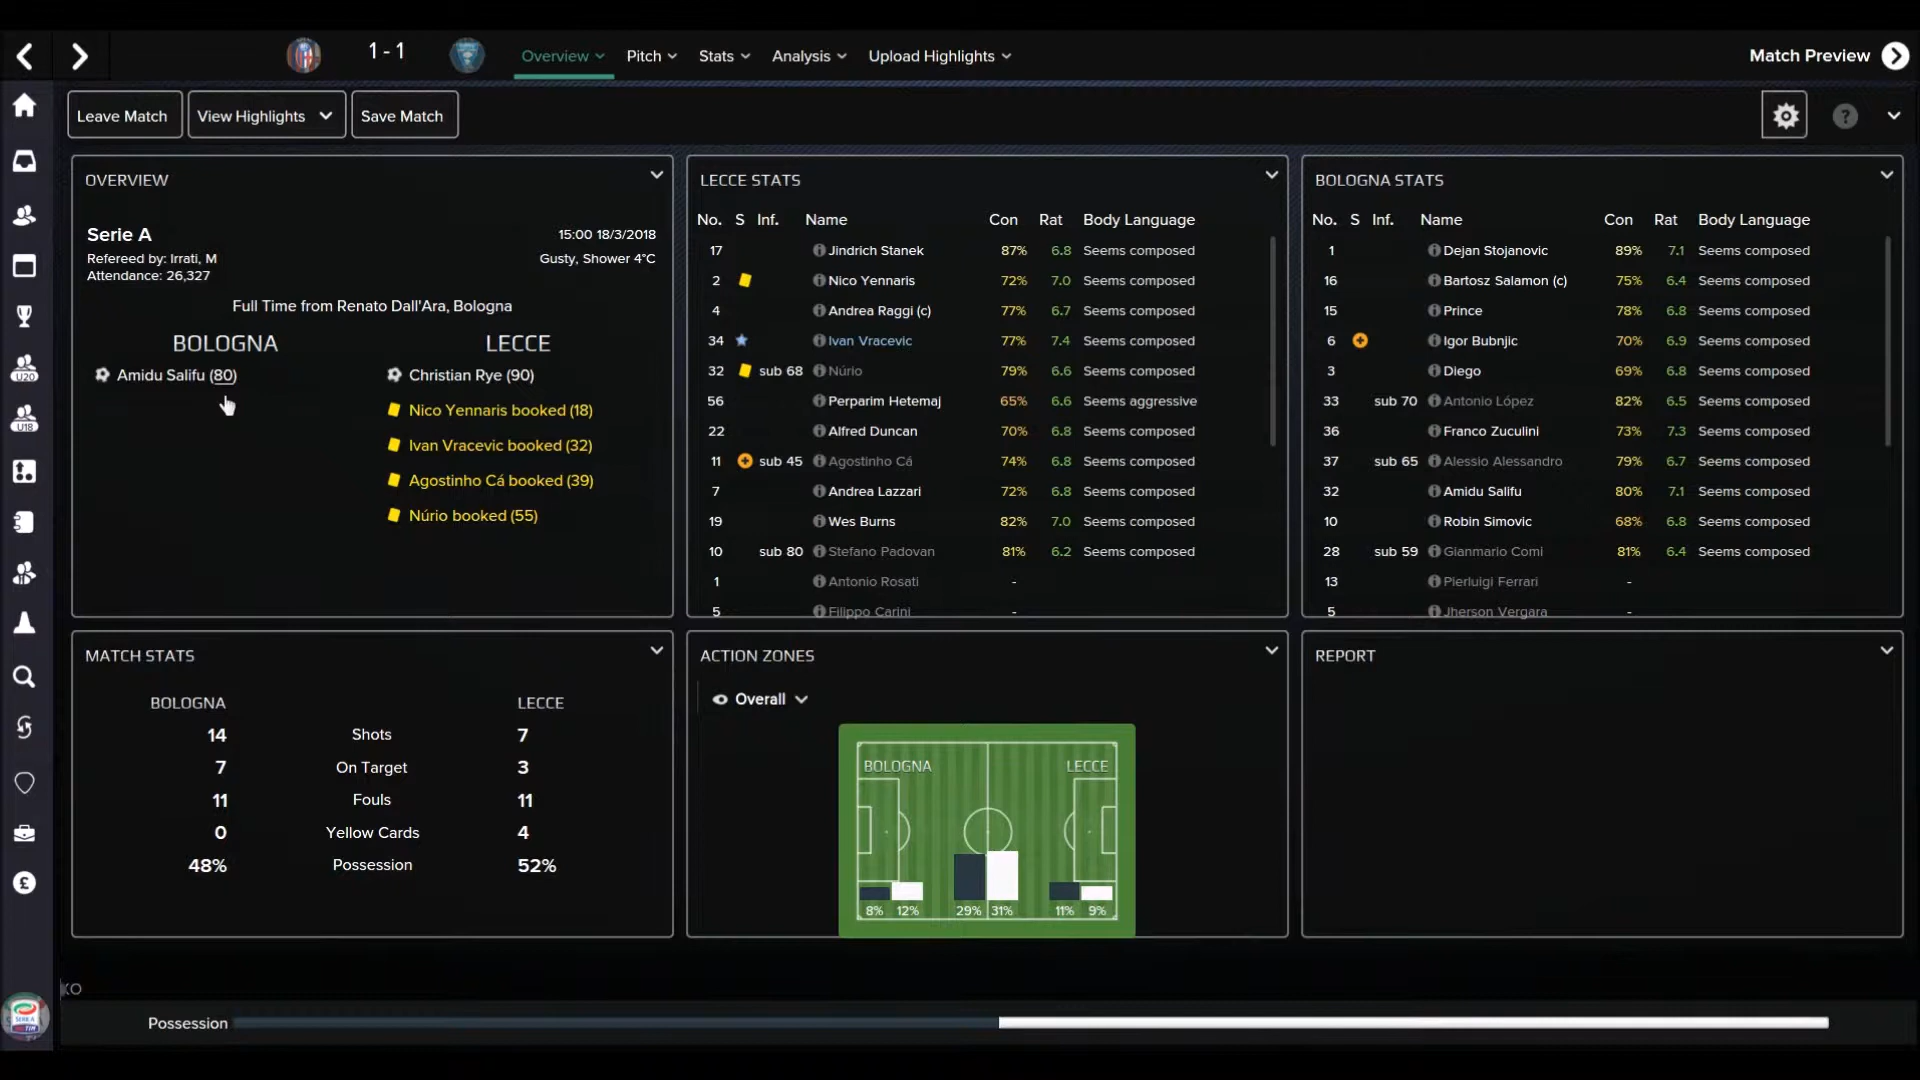 1 - 1
Overview
Pitch
Stats
Analysis
Upload Highlights
Match Preview
Leave Match
View Highlights
Save Match
?
OVERVIEW
Serie A
15:00 18/3/2018
Refereed by: Irrati, M
Gusty, Shower 4°C
Attendance: 26,327
Full Time from Renato Dall'Ara, Bologna
BOLOGNA LECCE
Amidu Salifu (80) Christian Rye (90)
Nico Yennaris booked (18)
Ivan Vracevic booked (32)
Agostinho Cá booked (39)
Núrio booked (55)
LECCE STATS
No. S Inf. Name Con Rat Body Language
17 Jindrich Stanek 87% 6.8 Seems composed
2 Nico Yennaris 72% 7.0 Seems composed
4 Andrea Raggi (c) 77% 6.7 Seems composed
34 Ivan Vracevic 77% 7.4 Seems composed
32 sub 68 Núrio 79% 6.6 Seems composed
56 Perparim Hetemaj 65% 6.6 Seems aggressive
22 Alfred Duncan 70% 6.8 Seems composed
11 sub 45 Agostinho Cá 74% 6.8 Seems composed
7 Andrea Lazzari 72% 6.8 Seems composed
19 Wes Burns 82% 7.0 Seems composed
10 sub 80 Stefano Padovan 81% 6.2 Seems composed
1 Antonio Rosati -
5 Filippo Carini -
BOLOGNA STATS
No. S Inf. Name Con Rat Body Language
1 Dejan Stojanovic 89% 7.1 Seems composed
16 Bartosz Salamon (c) 75% 6.4 Seems composed
15 Prince 78% 6.8 Seems composed
6 Igor Bubnjic 70% 6.9 Seems composed
3 Diego 69% 6.8 Seems composed
33 sub 70 Antonio López 82% 6.5 Seems composed
36 Franco Zuculini 73% 7.3 Seems composed
37 sub 65 Alessio Alessandro 79% 6.7 Seems composed
32 Amidu Salifu 80% 7.1 Seems composed
10 Robin Simovic 68% 6.8 Seems composed
28 sub 59 Gianmario Comi 81% 6.4 Seems composed
13 Pierluigi Ferrari -
5 Jherson Vergara -
MATCH STATS
BOLOGNA LECCE
14 Shots 7
7 On Target 3
11 Fouls 11
0 Yellow Cards 4
48% Possession 52%
ACTION ZONES
Overall
BOLOGNA LECCE
8% 12% 29% 31% 11% 9%
REPORT
U20
U18
£
KO
SERIE A
TIM
Possession